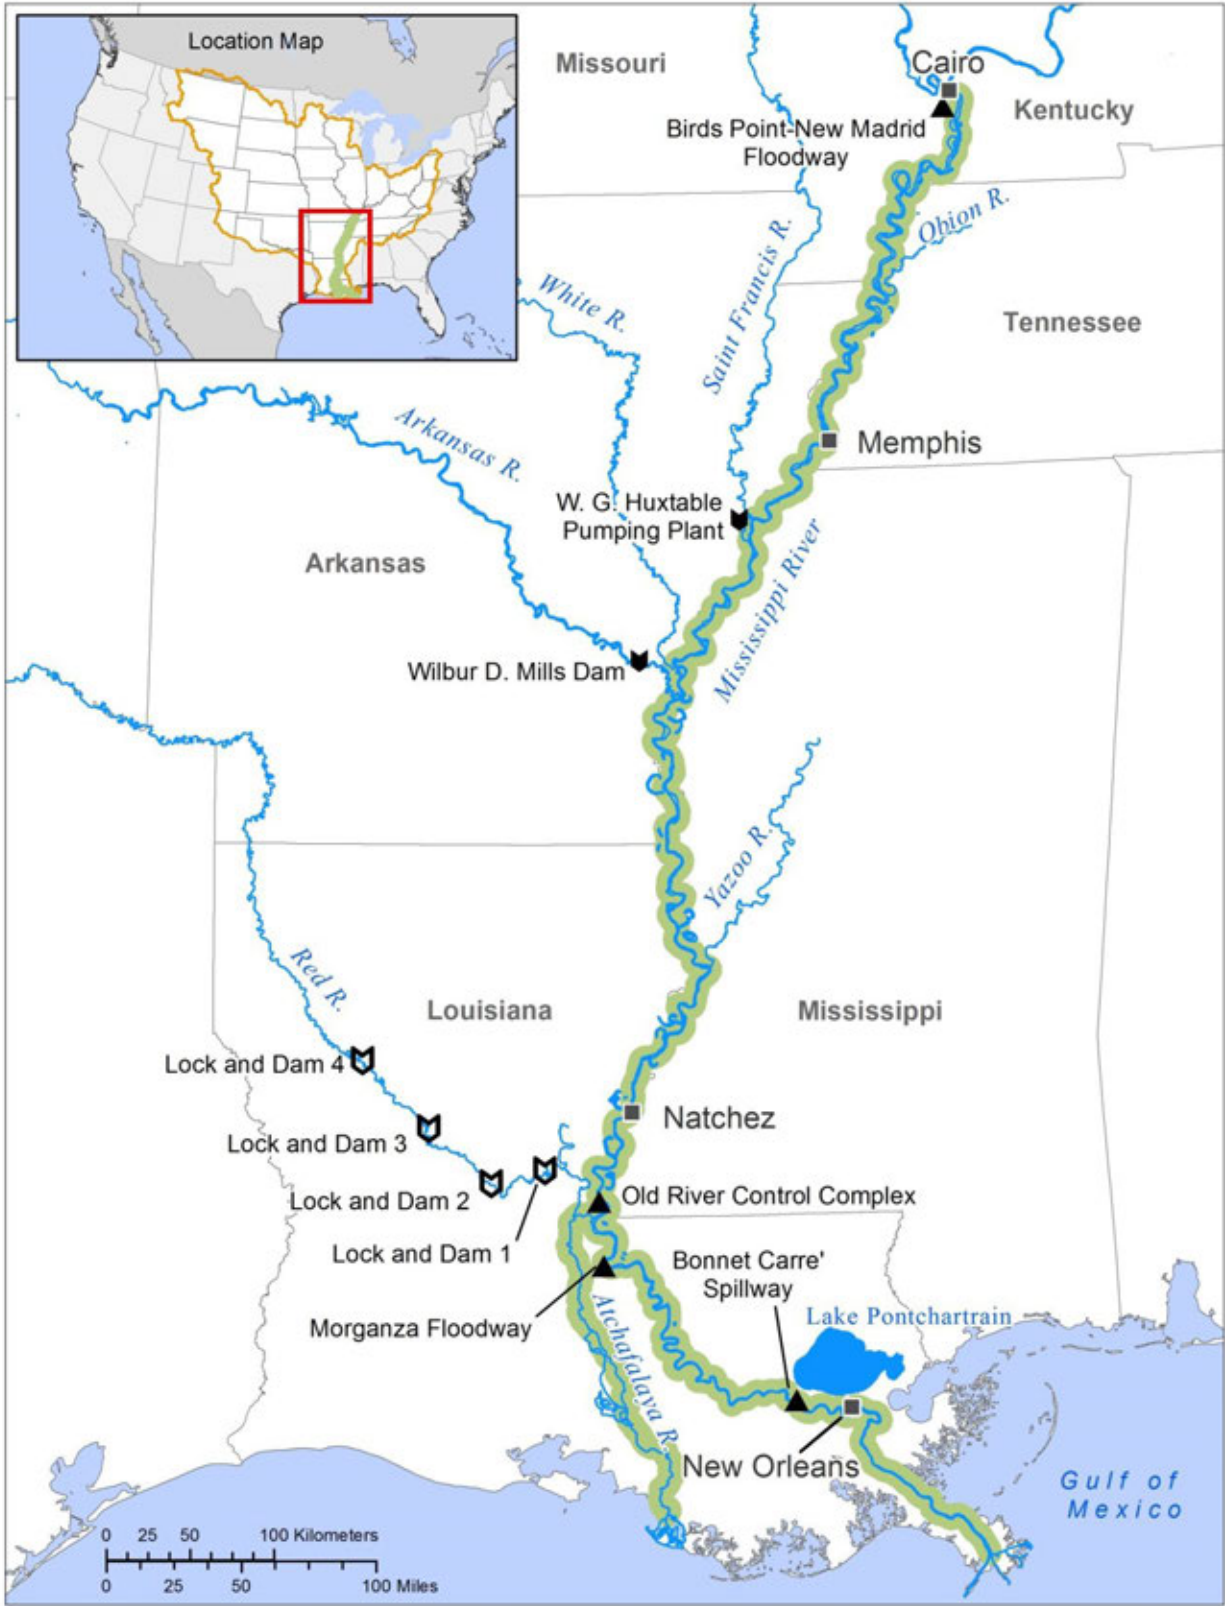 Location Map
Missouri
Cairo
Kentucky
Birds Point-New Madrid
Floodway
Obion R.
Saint Francis R.
White R.
Tennessee
Arkansas R.
Memphis
W. G. Huxtable
Pumping Plant
Mississippi River
Arkansas
Wilbur D. Mills Dam
Yazoo R.
Red R.
Louisiana
Mississippi
Lock and Dam 4
Natchez
Lock and Dam 3
Lock and Dam 2
Old River Control Complex
Lock and Dam 1
Bonnet Carre'
Spillway
Morganza Floodway
Lake Pontchartrain
Atchafalaya R.
New Orleans
Gulf of
Mexico
0 25 50 100 Kilometers
0 25 50 100 Miles